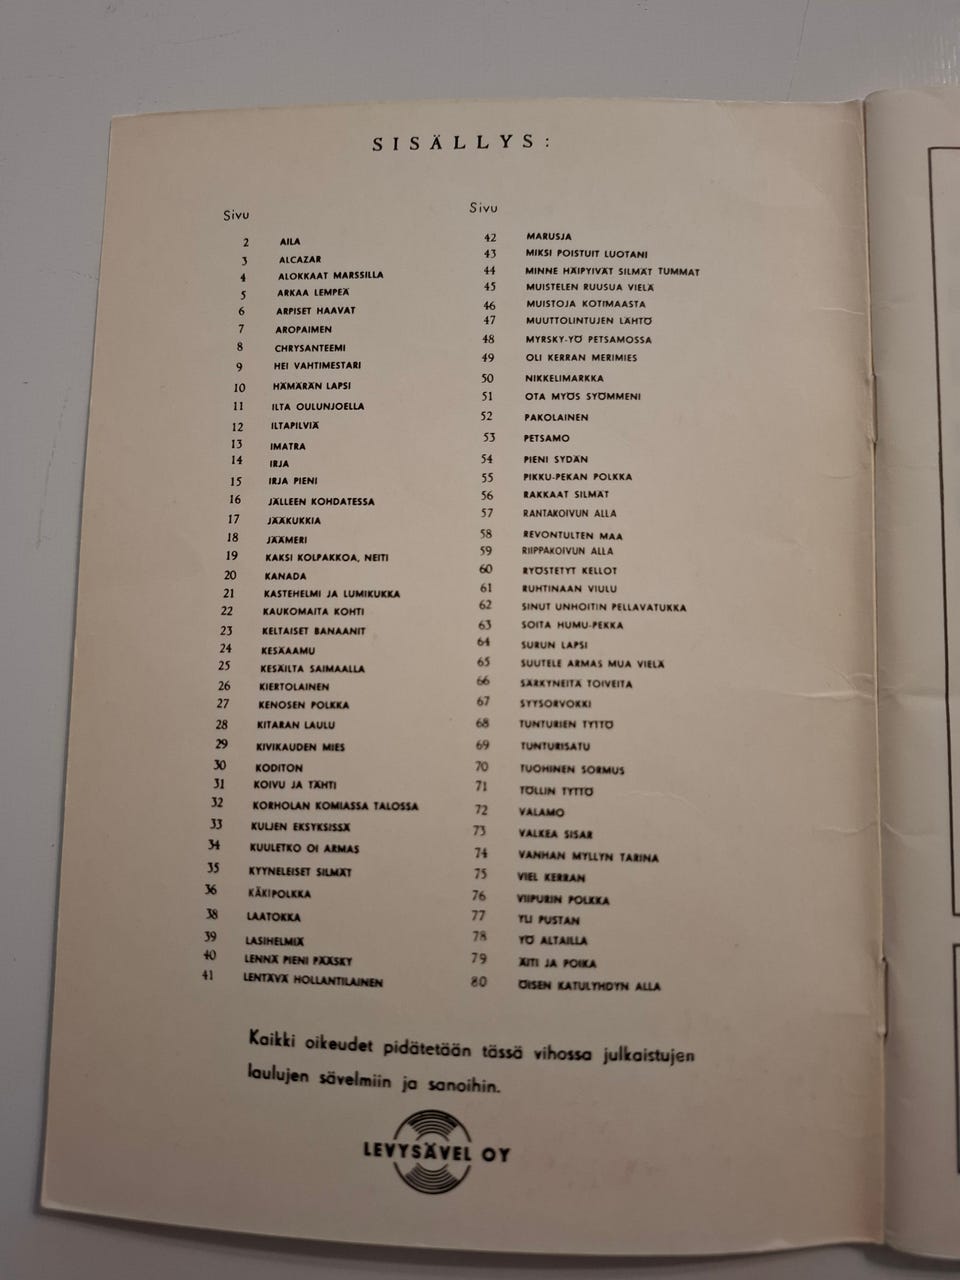 SISÄLLYS:
Sivu
2 AILA
3 ALCAZAR
4 ALOKKAAT MARSSILLA
5 ARKAA LEMPEÄ
6 ARPISET HAAVAT
7 AROPAIMEN
8 CHRYSANTEEMI
9 HEI VAHTIMESTARI
10 HÄMÄRÄN LAPSI
11 ILTA OULUNJOELLA
12 ILTAPILVIÄ
13 IMATRA
14 IRJA
15 IRJA PIENI
16 JÄLLEEN KOHDATESSA
17 JÄÄKUKKIA
18 JÄÄMERI
19 KAKSI KOLPAKKOA, NEITI
20 KANADA
21 KASTEHELMI JA LUMIKUKKA
22 KAUKOMAITA KOHTI
23 KELTAISET BANAANIT
24 KESÄAAMU
25 KESÄILTA SAIMAALLA
26 KIERTOLAINEN
27 KENOSEN POLKKA
28 KITARAN LAULU
29 KIVIKAUDEN MIES
30 KODITON
31 KOIVU JA TÄHTI
32 KORHOLAN KOMIASSA TALOSSA
33 KULJEN EKSYKSISSÄ
34 KUULETKO OI ARMAS
35 KYYNELEISET SILMÄT
36 KÄKIPOLKKA
38 LAATOKKA
39 LASIHELMIX
40 LENNÄ PIENI PÄÄSKY
41 LENTÄVÄ HOLLANTILAINEN
Sivu
42 MARUSJA
43 MIKSI POISTUIT LUOTANI
44 MINNE HÄIPYIVÄT SILMÄT TUMMAT
45 MUISTELEN RUUSUA VIELÄ
46 MUISTOJA KOTIMAASTA
47 MUUTTOLINTUJEN LÄHTÖ
48 MYRSKY-YÖ PETSAMOSSA
49 OLI KERRAN MERIMIES
50 NIKKELIMARKKA
51 OTA MYÖS SYÖMMENI
52 PAKOLAINEN
53 PETSAMO
54 PIENI SYDÄN
55 PIKKU-PEKAN POLKKA
56 RAKKAAT SILMÄT
57 RANTAKOIVUN ALLA
58 REVONTULTEN MAA
59 RIIPPAKOIVUN ALLA
60 RYÖSTETYT KELLOT
61 RUHTINAAN VIULU
62 SINUT UNHOITIN PELLAVATUKKA
63 SOITA HUMU-PEKKA
64 SURUN LAPSI
65 SUUTELE ARMAS MUA VIELÄ
66 SÄRKYNEITÄ TOIVEITA
67 SYYSORVOKKI
68 TUNTURIEN TYTTÖ
69 TUNTURISATU
70 TUOHINEN SORMUS
71 TÖLLIN TYTTÖ
72 VALAMO
73 VALKEA SISAR
74 VANHAN MYLLYN TARINA
75 VIEL KERRAN
76 VIIPURIN POLKKA
77 YLI PUSTAN
78 YÖ ALTAILLA
79 ÄITI JA POIKA
80 ÖISEN KATULYHDYN ALLA
Kaikki oikeudet pidätetään tässä vihossa julkaistujen
laulujen sävelmiin ja sanoihin.
LEVYSÄVEL OY